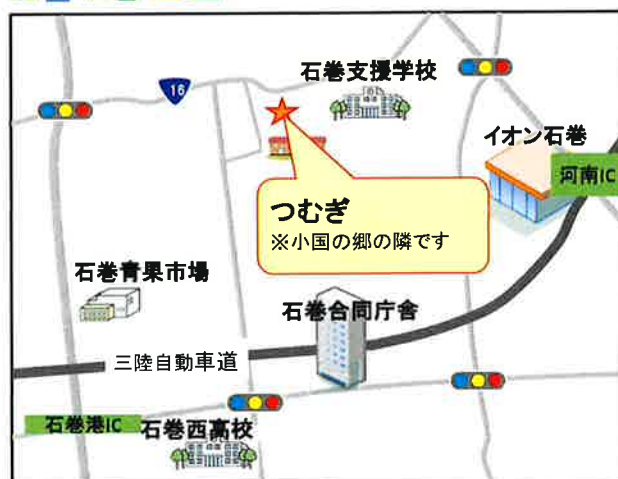 石巻支援学校
16
イオン石巻
河南IC
つむぎ
※小国の郷の隣です
石巻青果市場
石巻合同庁舎
三陸自動車道
石巻港IC
石巻西高校